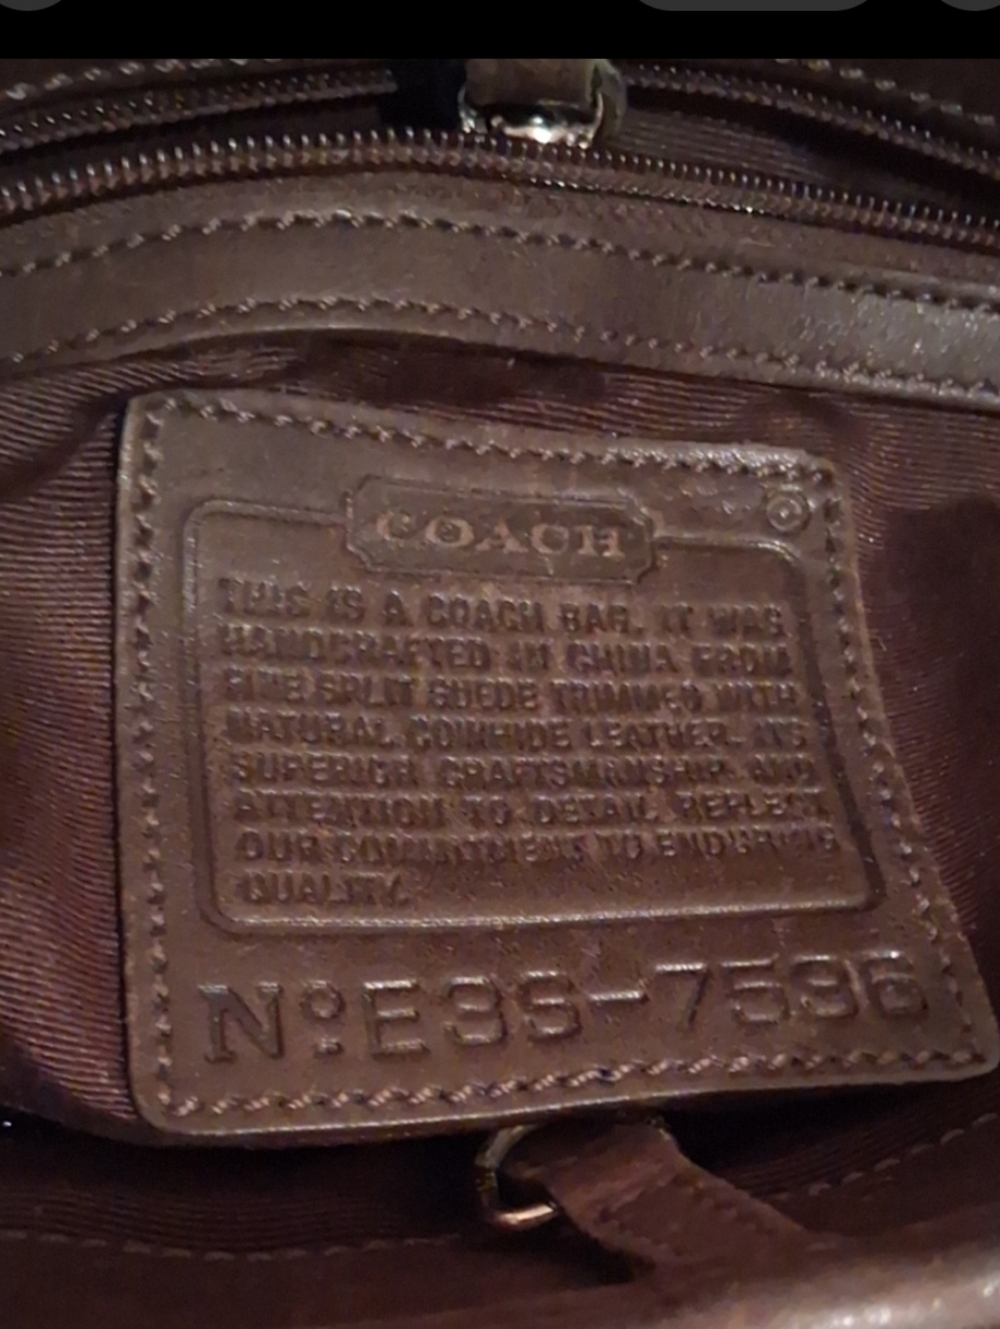 COACH
THIS IS A COACH BAG. IT WAS
HANDCRAFTED IN CHINA FROM
FINE SPLIT SUEDE TRIMMED WITH
NATURAL COWHIDE LEATHER. ITS
SUPERIOR CRAFTSMANSHIP AND
ATTENTION TO DETAIL REFLECT
OUR COMMITMENT TO ENDURING
QUALITY.
Nº E3S-7536